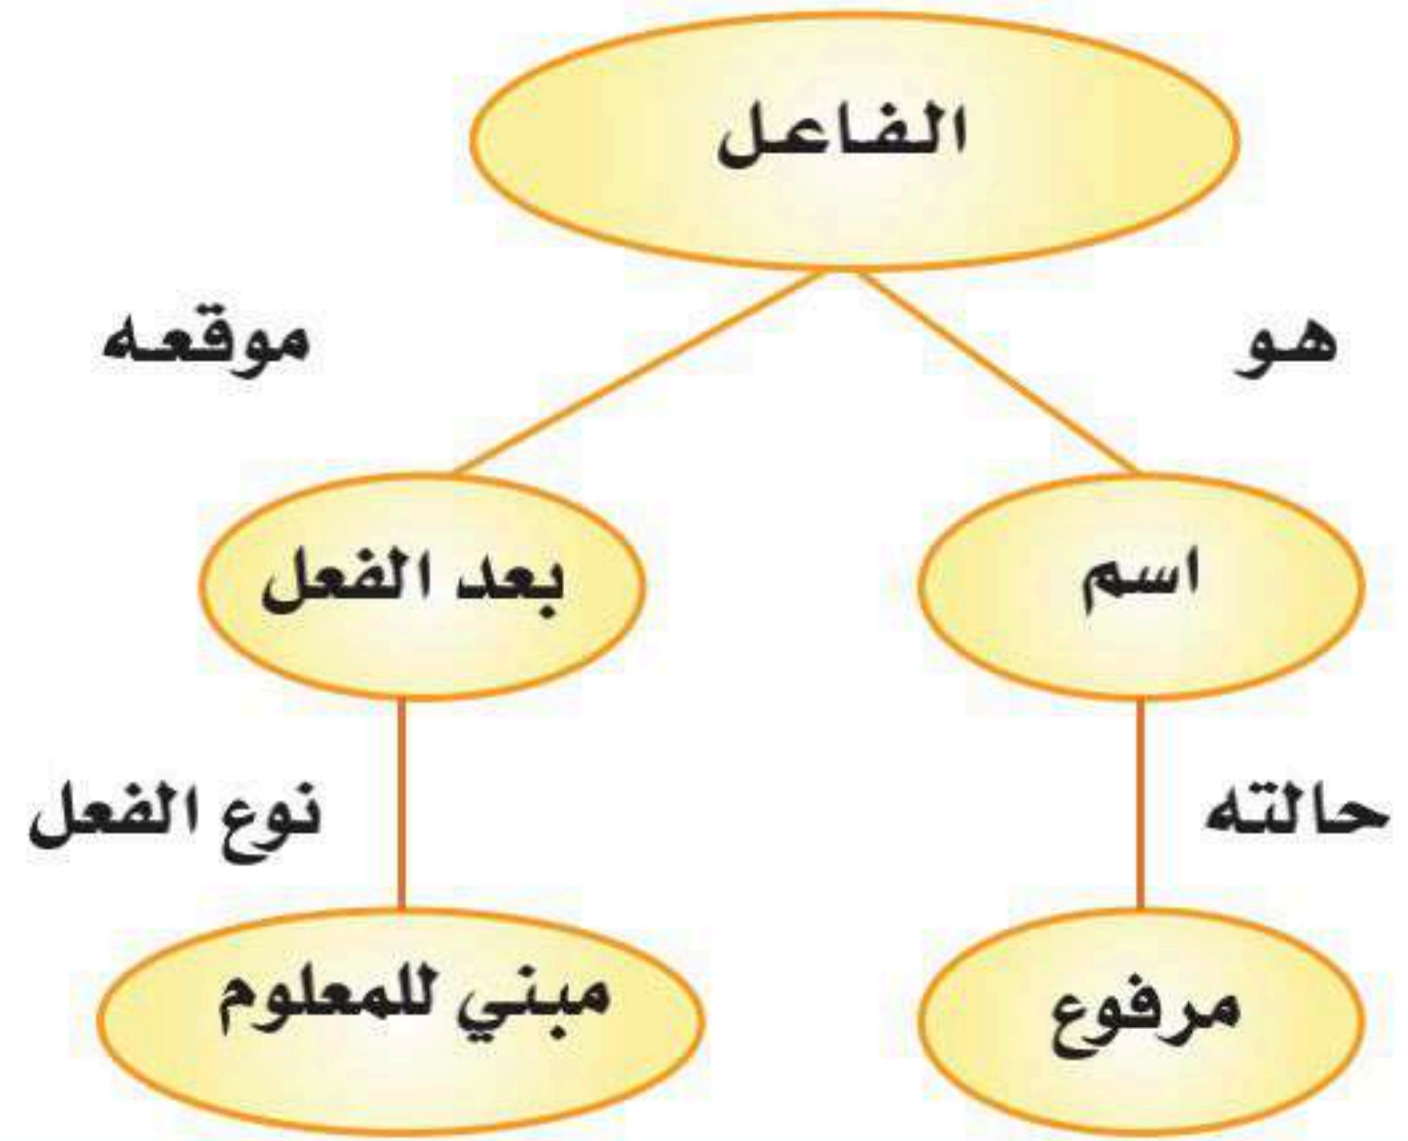 الفاعل
هو
موقعه
اسم
بعد الفعل
حالته
نوع الفعل
مرفوع
مبني للمعلوم